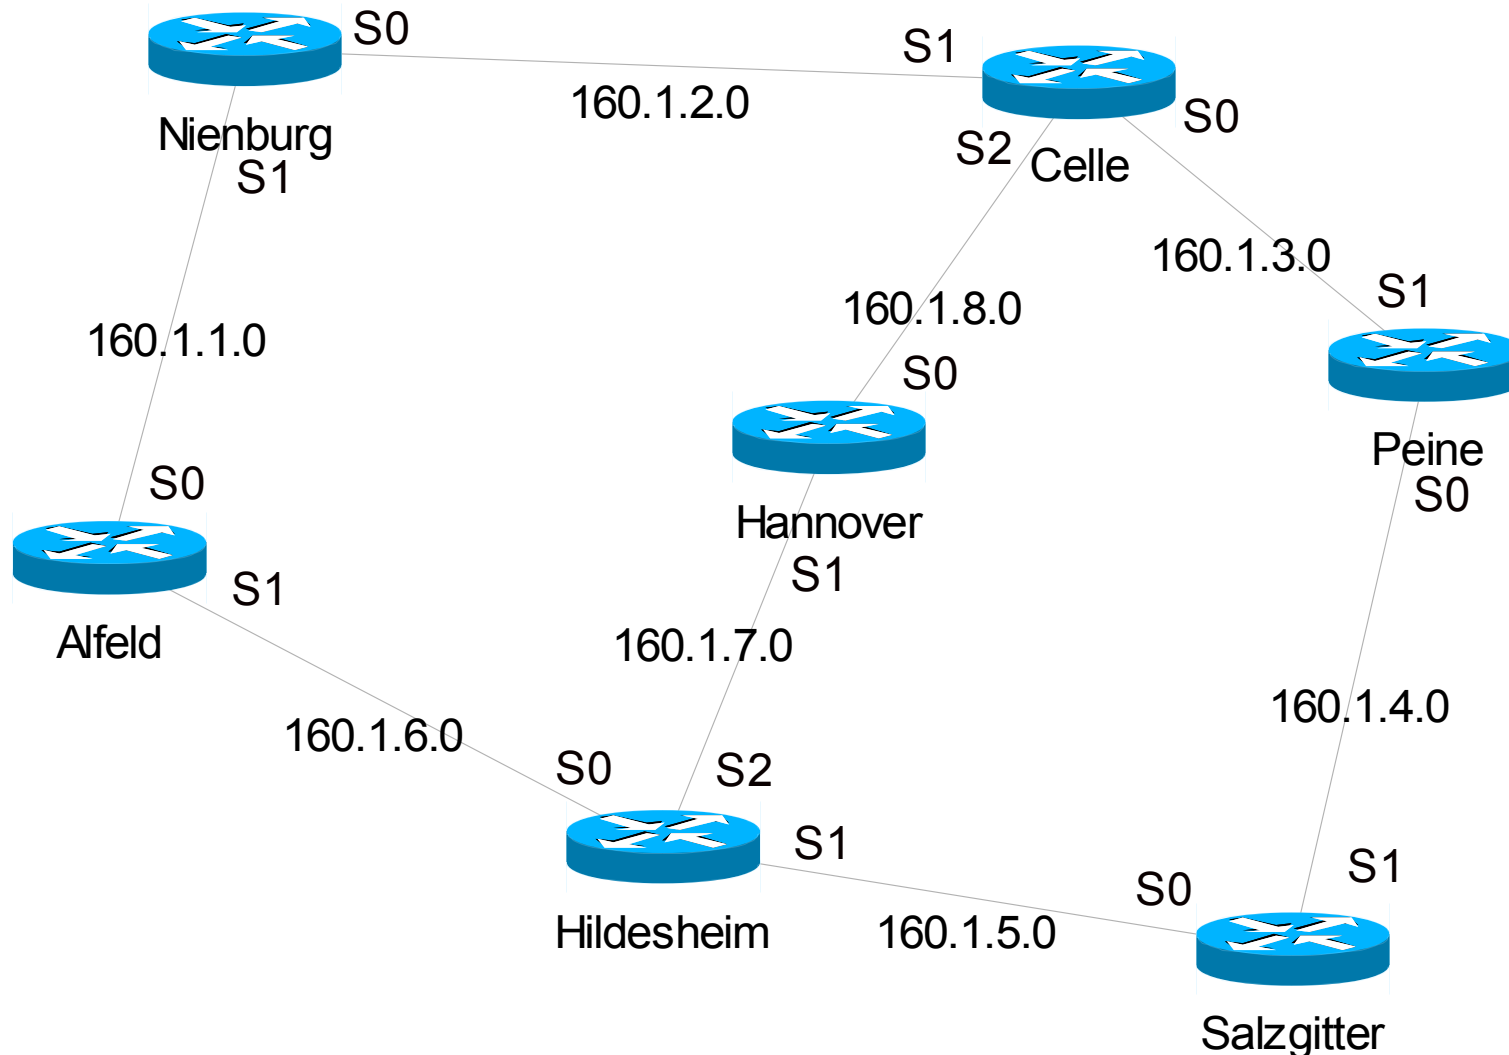 S0
S1
160.1.2.0
Nienburg
S1
S0
S2
Celle
160.1.3.0
S1
160.1.8.0
160.1.1.0
S0
Peine
S0
S0
Hannover
S1
S1
Alfeld
160.1.7.0
160.1.4.0
160.1.6.0
S0
S2
S1
S1
S0
Hildesheim
160.1.5.0
Salzgitter